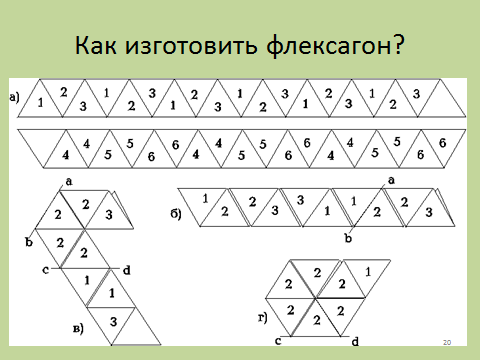 Как изготовить флексагон?
а) 1 2 3 1 2 3 1 2 3 1 2 3 1 2 3 1 2 3
4 4 5 5 6 6 4 4 5 5 6 6 4 4 5 5 6 6
a
2 2 3
b 2 2
c d
1 1
в) 3
a
б) 1 2 2 3 3 1 1 2 2 3
b
2 2 2 1
г) 2 2 2
c d
20